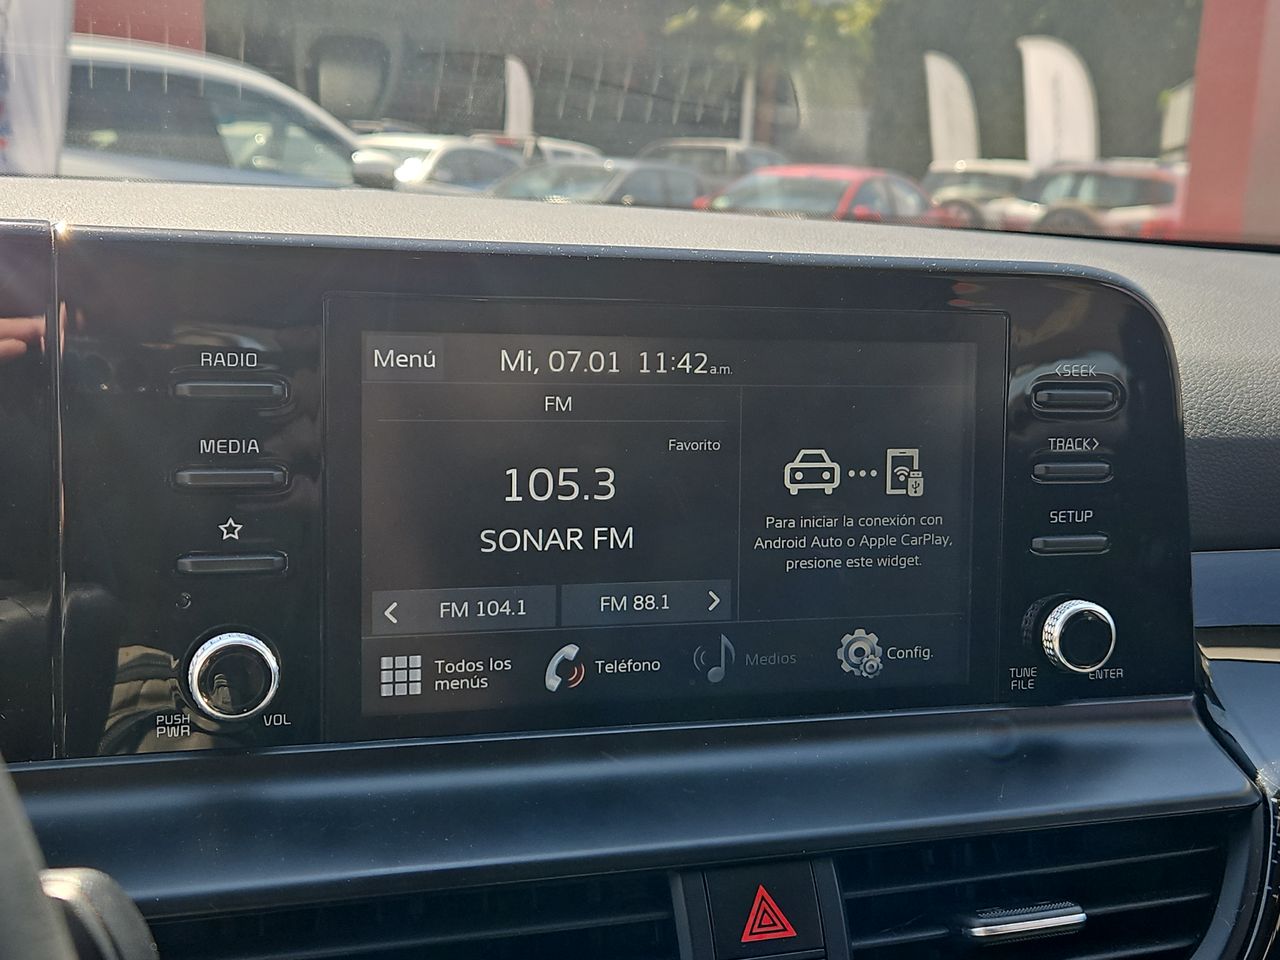 RADIO
MEDIA
PUSH
PWR
VOL
Menú
Mi, 07.01 11:42a.m.
FM
Favorito
105.3
SONAR FM
< FM 104.1
FM 88.1 >
Para iniciar la conexión con
Android Auto o Apple CarPlay,
presione este widget.
Todos los
menús
Teléfono
Medios
Config.
<SEEK
TRACK>
SETUP
TUNE
FILE
ENTER